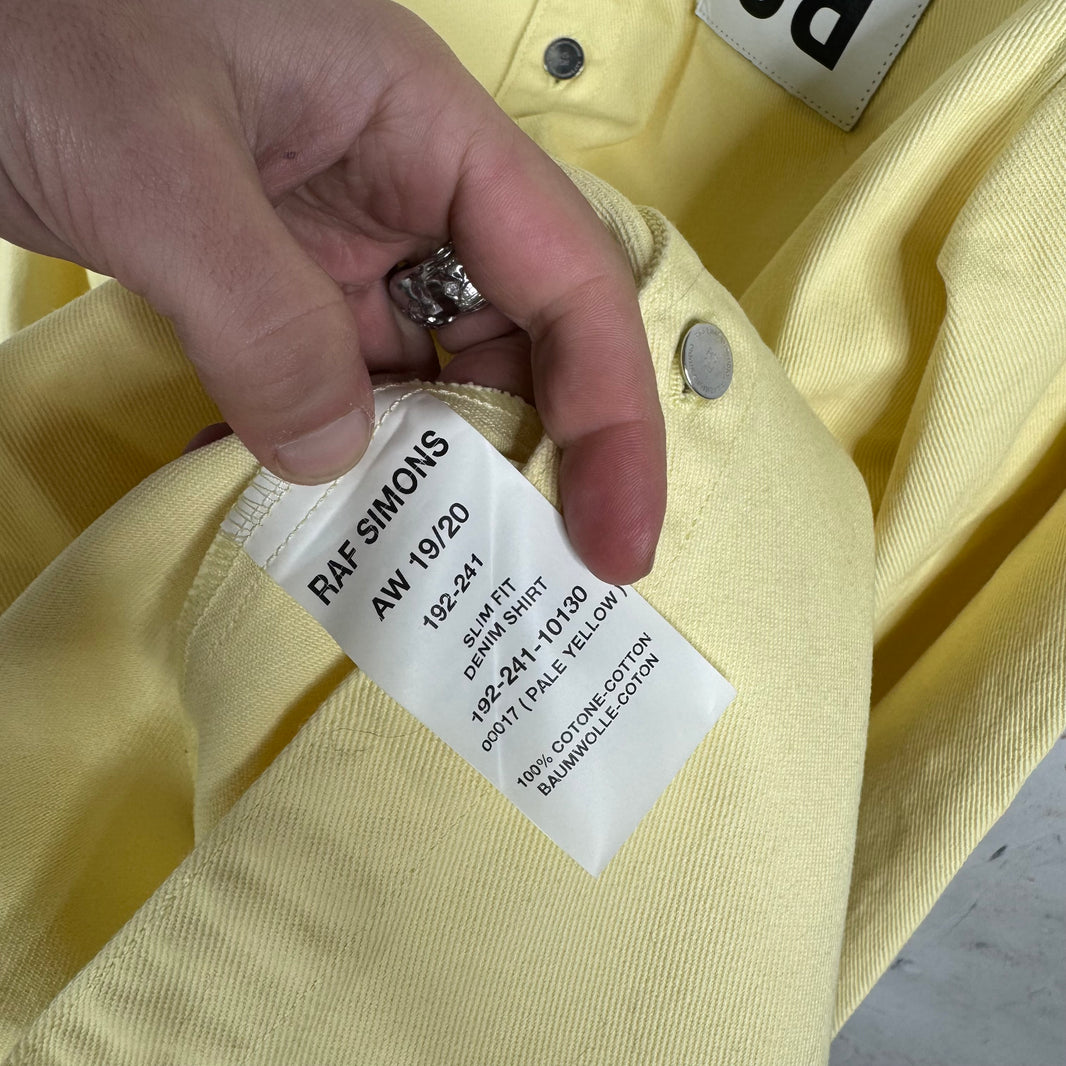 RAF SIMONS
AW 19/20
192-241
SLIM FIT
DENIM SHIRT
192-241-10130
00017 ( PALE YELLOW )
100% COTONE-COTTON
BAUMWOLLE-COTON